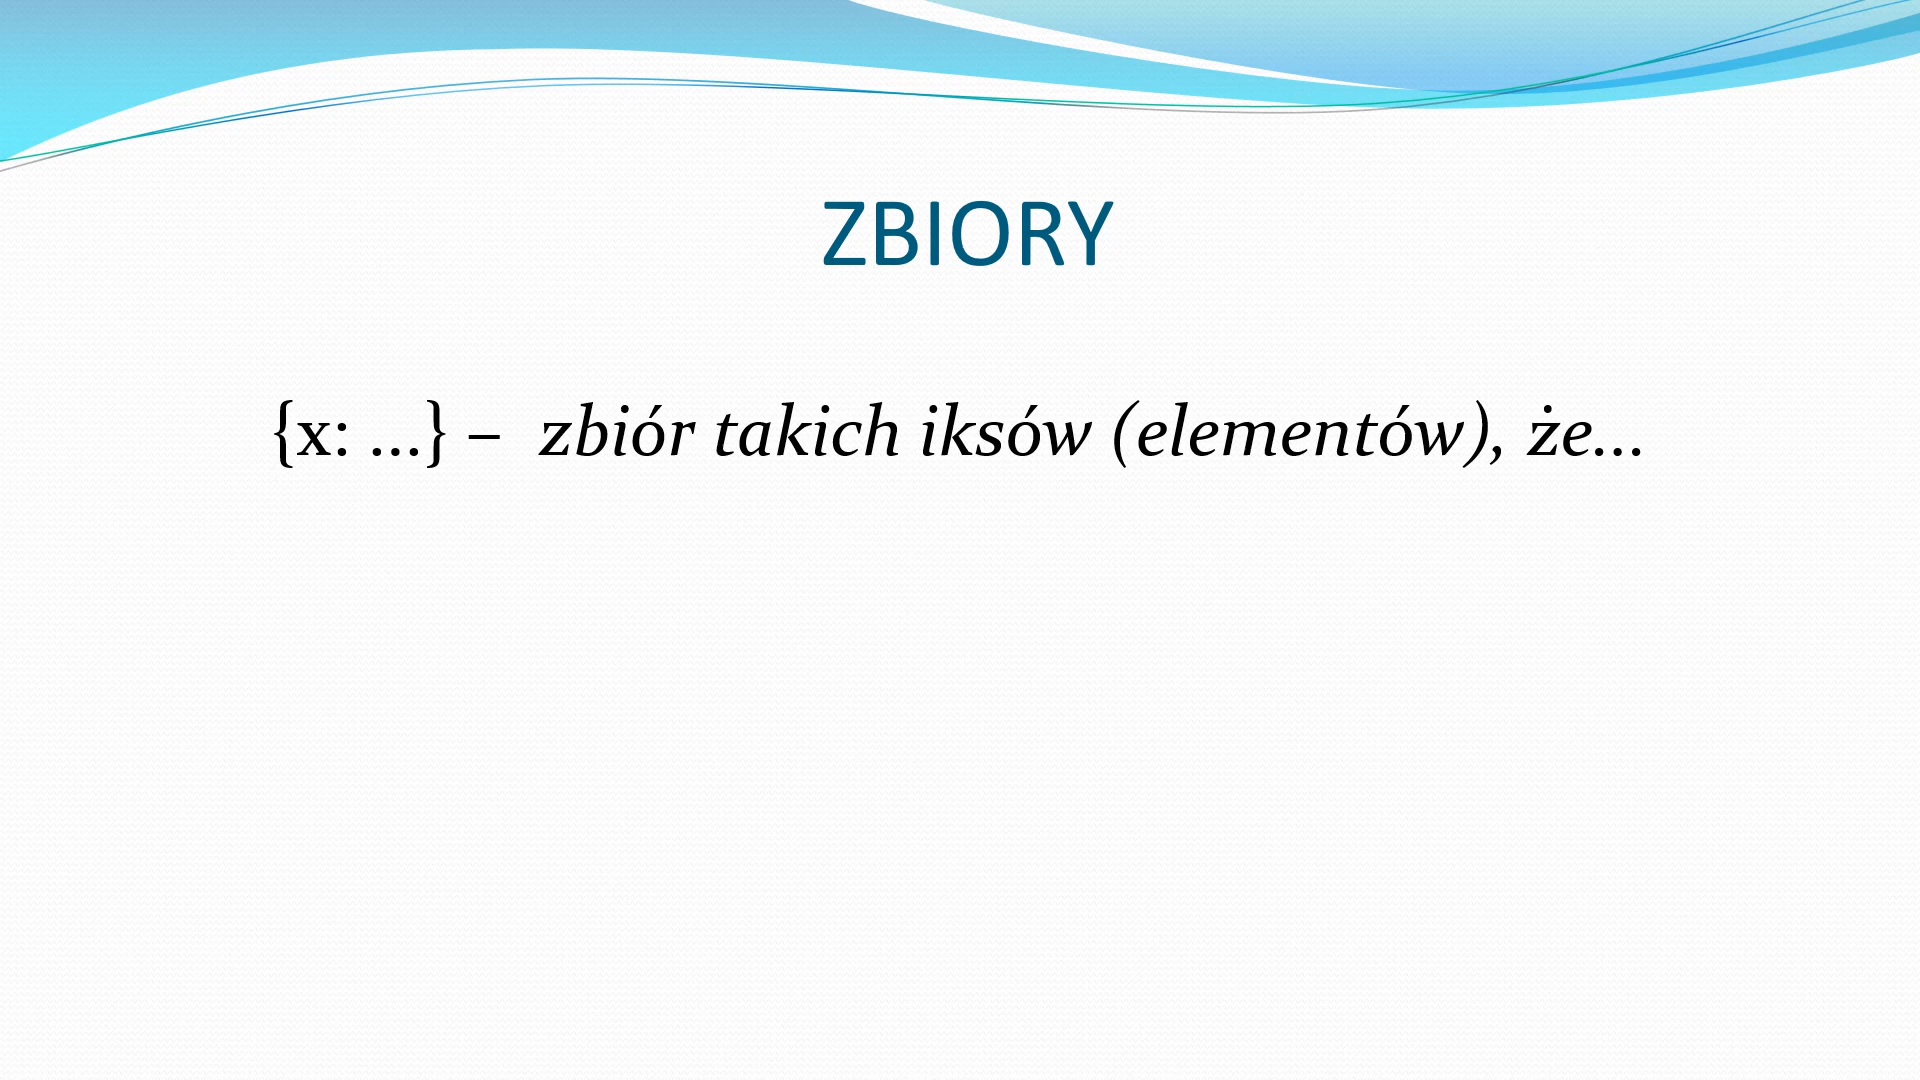 ZBIORY
{x: ...} – zbiór takich iksów (elementów), że...